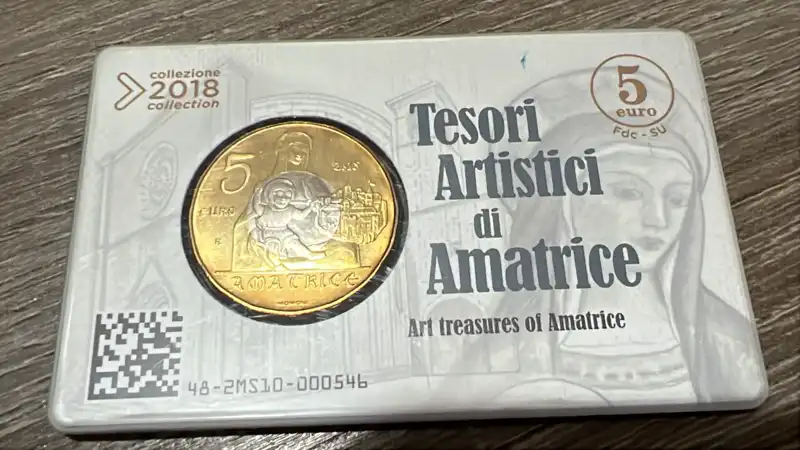 collezione
2018
collection
5
euro
Fdc - SU
Tesori
Artistici
di
Amatrice
Art treasures of Amatrice
5
EURO
2018
R
AMATRICE
48-2MS10-000546